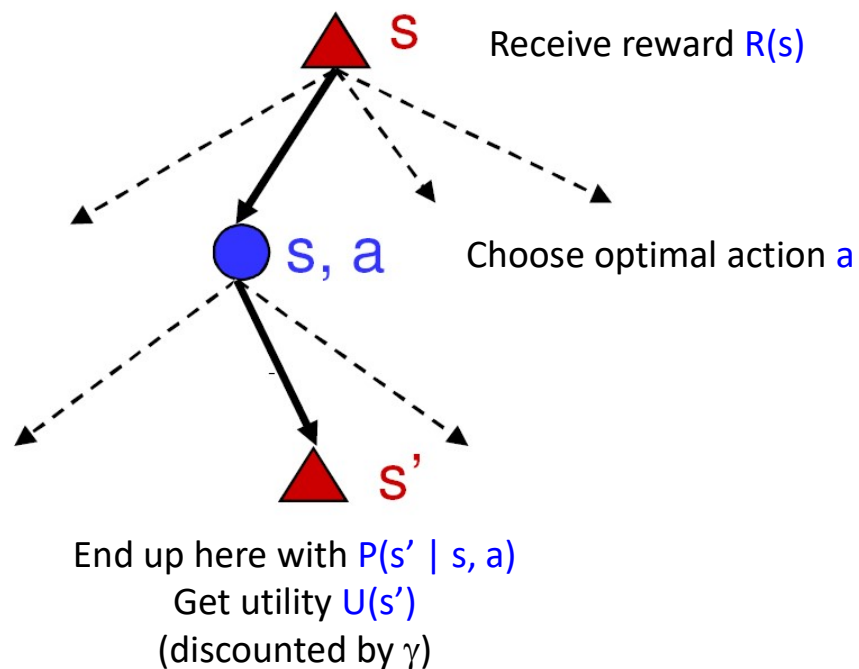 s
Receive reward R(s)
s, a
Choose optimal action a
s’
End up here with P(s’ | s, a)
Get utility U(s’)
(discounted by γ)